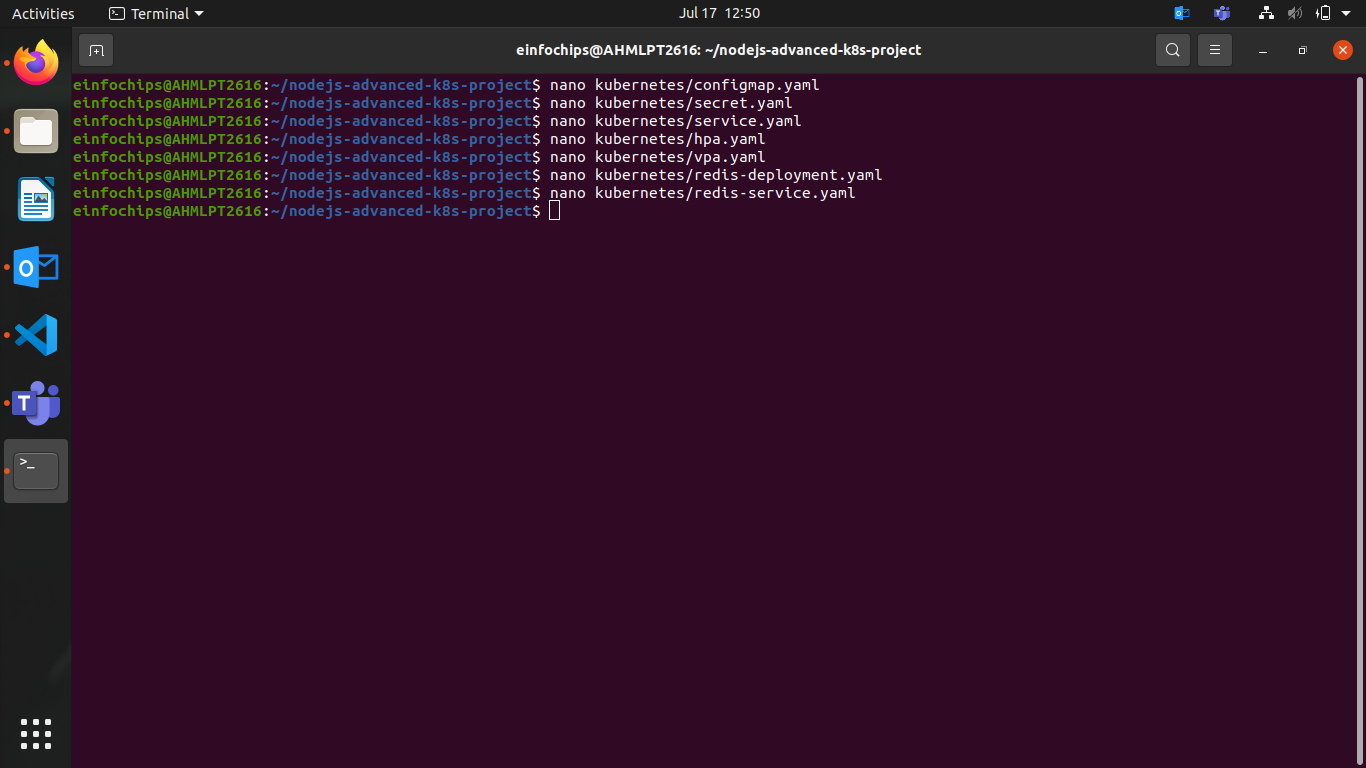 Activities
Terminal
Jul 17 12:50
einfochips@AHMLPT2616: ~/nodejs-advanced-k8s-project
einfochips@AHMLPT2616:~/nodejs-advanced-k8s-project$ nano kubernetes/configmap.yaml
einfochips@AHMLPT2616:~/nodejs-advanced-k8s-project$ nano kubernetes/secret.yaml
einfochips@AHMLPT2616:~/nodejs-advanced-k8s-project$ nano kubernetes/service.yaml
einfochips@AHMLPT2616:~/nodejs-advanced-k8s-project$ nano kubernetes/hpa.yaml
einfochips@AHMLPT2616:~/nodejs-advanced-k8s-project$ nano kubernetes/vpa.yaml
einfochips@AHMLPT2616:~/nodejs-advanced-k8s-project$ nano kubernetes/redis-deployment.yaml
einfochips@AHMLPT2616:~/nodejs-advanced-k8s-project$ nano kubernetes/redis-service.yaml
einfochips@AHMLPT2616:~/nodejs-advanced-k8s-project$